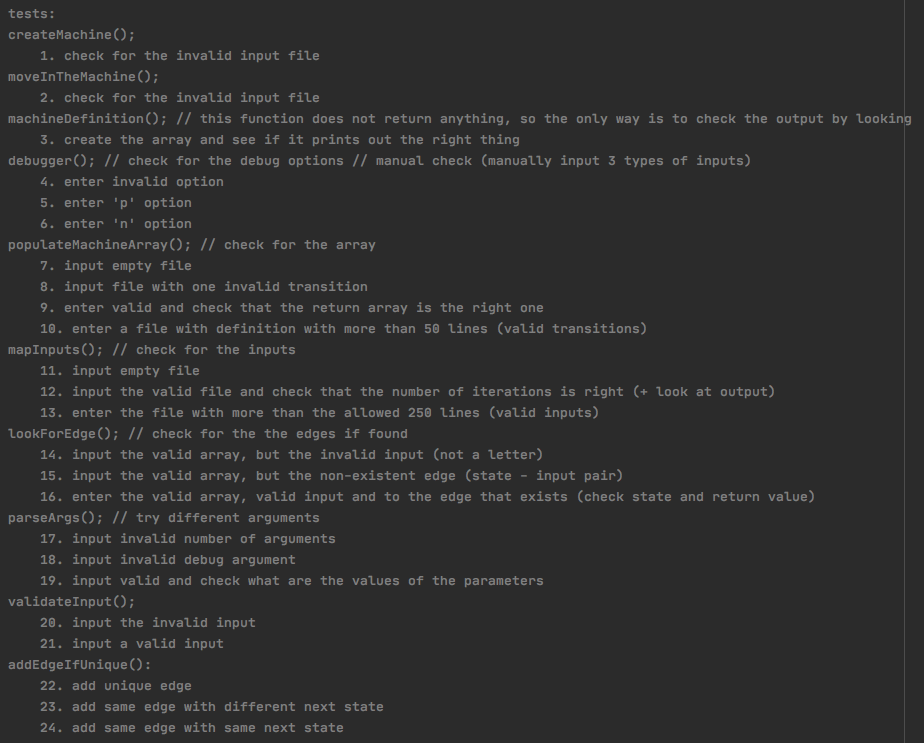 tests:
createMachine();
1. check for the invalid input file
moveInTheMachine();
2. check for the invalid input file
machineDefinition(); // this function does not return anything, so the only way is to check the output by looking
3. create the array and see if it prints out the right thing
debugger(); // check for the debug options // manual check (manually input 3 types of inputs)
4. enter invalid option
5. enter 'p' option
6. enter 'n' option
populateMachineArray(); // check for the array
7. input empty file
8. input file with one invalid transition
9. enter valid and check that the return array is the right one
10. enter a file with definition with more than 50 lines (valid transitions)
mapInputs(); // check for the inputs
11. input empty file
12. input the valid file and check that the number of iterations is right (+ look at output)
13. enter the file with more than the allowed 250 lines (valid inputs)
lookForEdge(); // check for the the edges if found
14. input the valid array, but the invalid input (not a letter)
15. input the valid array, but the non-existent edge (state - input pair)
16. enter the valid array, valid input and to the edge that exists (check state and return value)
parseArgs(); // try different arguments
17. input invalid number of arguments
18. input invalid debug argument
19. input valid and check what are the values of the parameters
validateInput();
20. input the invalid input
21. input a valid input
addEdgeIfUnique():
22. add unique edge
23. add same edge with different next state
24. add same edge with same next state